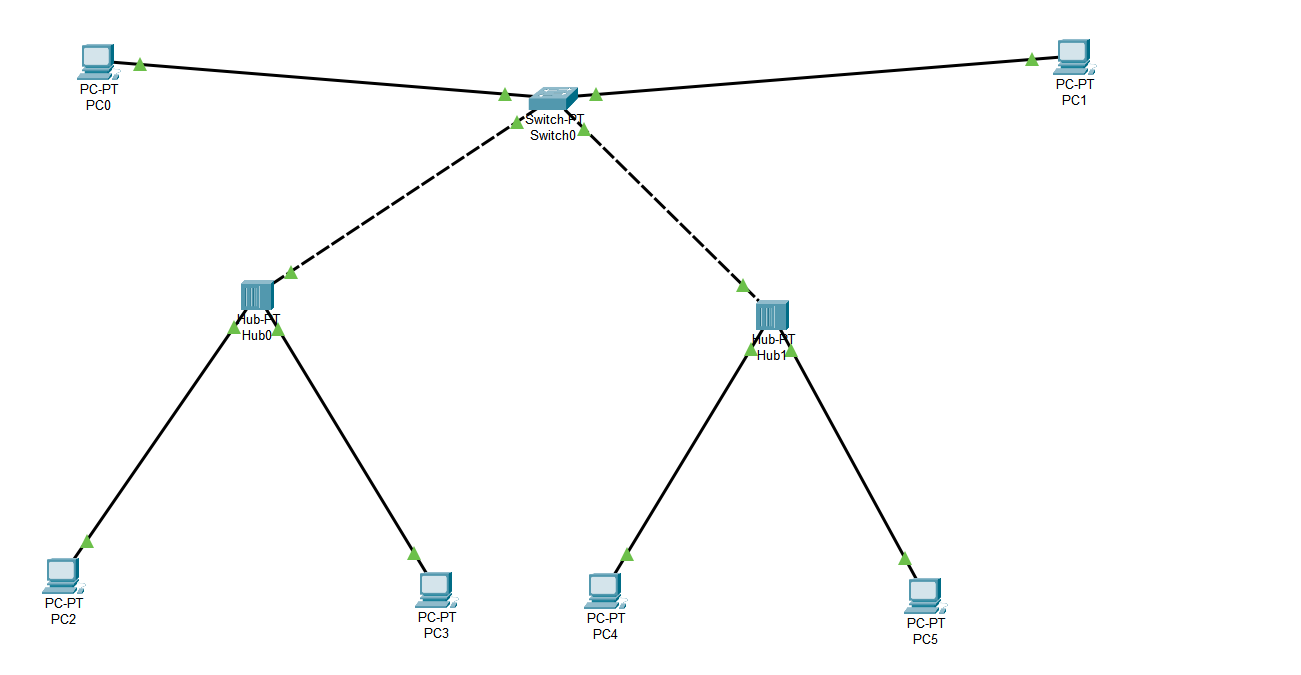 PC-PT
PC0
PC-PT
PC1
Switch-PT
Switch0
Hub-PT
Hub0
Hub-PT
Hub1
PC-PT
PC2
PC-PT
PC3
PC-PT
PC4
PC-PT
PC5